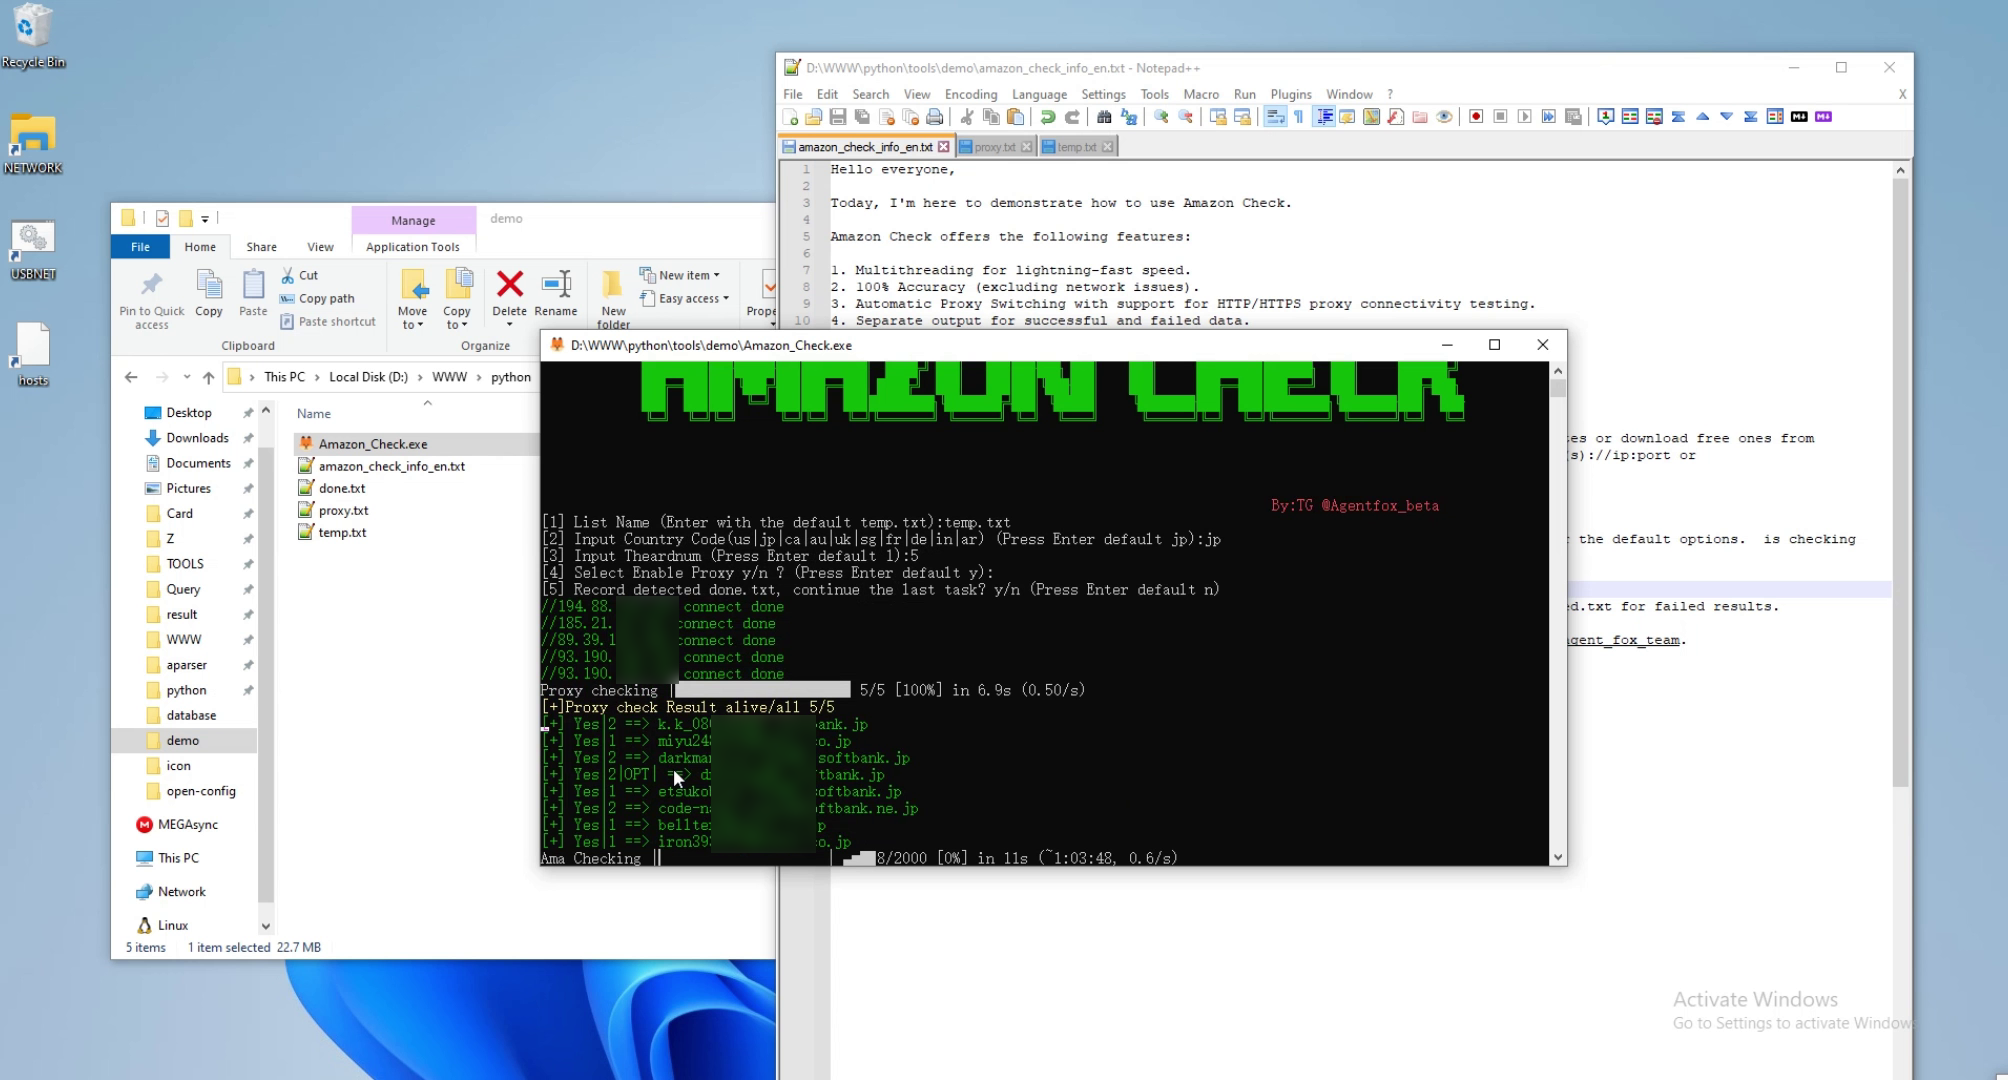 Recycle Bin
NETWORK
USBNET
hosts
Manage
demo
File
Home
Share
View
Application Tools
Pin to Quick access
Copy
Paste
Cut
Copy path
Paste shortcut
Clipboard
Move to
Copy to
Delete
Rename
Organize
New folder
New item
Easy access
Prope
This PC > Local Disk (D:) > WWW > python
Desktop
Downloads
Documents
Pictures
Card
Z
TOOLS
Query
result
WWW
aparser
python
database
demo
icon
open-config
MEGAsync
This PC
Network
Linux
Name
Amazon_Check.exe
amazon_check_info_en.txt
done.txt
proxy.txt
temp.txt
5 items 1 item selected 22.7 MB
D:\WWW\python\tools\demo\amazon_check_info_en.txt - Notepad++
File Edit Search View Encoding Language Settings Tools Macro Run Plugins Window ? X
amazon_check_info_en.txt
proxy.txt
temp.txt
1 Hello everyone,
2
3 Today, I'm here to demonstrate how to use Amazon Check.
4
5 Amazon Check offers the following features:
6
7 1. Multithreading for lightning-fast speed.
8 2. 100% Accuracy (excluding network issues).
9 3. Automatic Proxy Switching with support for HTTP/HTTPS proxy connectivity testing.
10 4. Separate output for successful and failed data.
es or download free ones from
s)://ip:port or
the default options.  is checking
d.txt for failed results.
gent_fox_team.
D:\WWW\python\tools\demo\Amazon_Check.exe
AMAZON CHECK
By:TG @Agentfox_beta
[1] List Name (Enter with the default temp.txt):temp.txt
[2] Input Country Code(us|jp|ca|au|uk|sg|fr|de|in|ar) (Press Enter default jp):jp
[3] Input Theardnum (Press Enter default 1):5
[4] Select Enable Proxy y/n ? (Press Enter default y):
[5] Record detected done.txt, continue the last task? y/n (Press Enter default n)
//194.88. connect done
//185.21. connect done
//89.39.1 connect done
//93.190. connect done
//93.190. connect done
Proxy checking | 5/5 [100%] in 6.9s (0.50/s)
[+]Proxy check Result alive/all 5/5
[+] Yes|2 ==> k.k_08 ank.jp
[+] Yes|1 ==> miyu24 o.jp
[+] Yes|2 ==> darkma softbank.jp
[+] Yes|2|OPT| => d tbank.jp
[+] Yes|1 ==> etsuko softbank.jp
[+] Yes|2 ==> code-n ftbank.ne.jp
[+] Yes|1 ==> bellte p
[+] Yes|1 ==> iron39 o.jp
Ama Checking | | 8/2000 [0%] in 11s (~1:03:48, 0.6/s)
Activate Windows
Go to Settings to activate Window